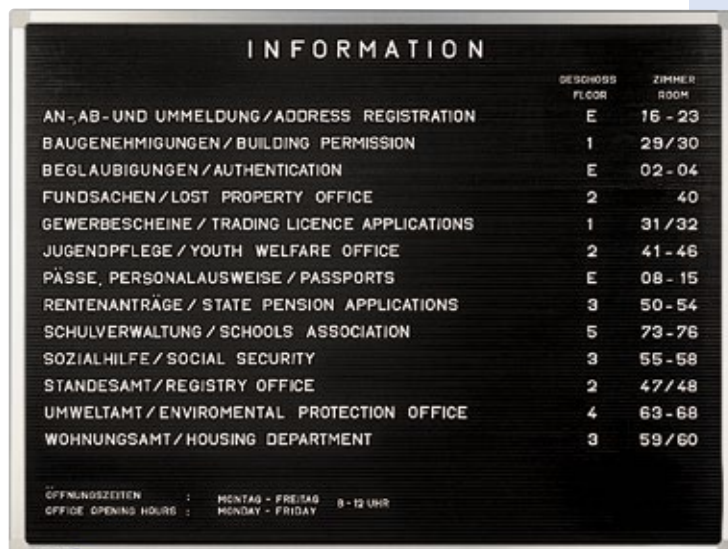 INFORMATION
GESCHOSS ZIMMER
FLOOR ROOM
AN-,AB-UND UMMELDUNG/ADDRESS REGISTRATION E 16-23
BAUGENEHMIGUNGEN/BUILDING PERMISSION 1 29/30
BEGLAUBIGUNGEN/AUTHENTICATION E 02-04
FUNDSACHEN/LOST PROPERTY OFFICE 2 40
GEWERBESCHEINE/TRADING LICENCE APPLICATIONS 1 31/32
JUGENDPFLEGE/YOUTH WELFARE OFFICE 2 41-46
PÄSSE, PERSONALAUSWEISE/PASSPORTS E 08-15
RENTENANTRÄGE/STATE PENSION APPLICATIONS 3 50-54
SCHULVERWALTUNG/SCHOOLS ASSOCIATION 5 73-76
SOZIALHILFE/SOCIAL SECURITY 3 55-58
STANDESAMT/REGISTRY OFFICE 2 47/48
UMWELTAMT/ENVIROMENTAL PROTECTION OFFICE 4 63-68
WOHNUNGSAMT/HOUSING DEPARTMENT 3 59/60
ÖFFNUNGSZEITEN : MONTAG - FREITAG 8-12 UHR
OFFICE OPENING HOURS : MONDAY - FRIDAY